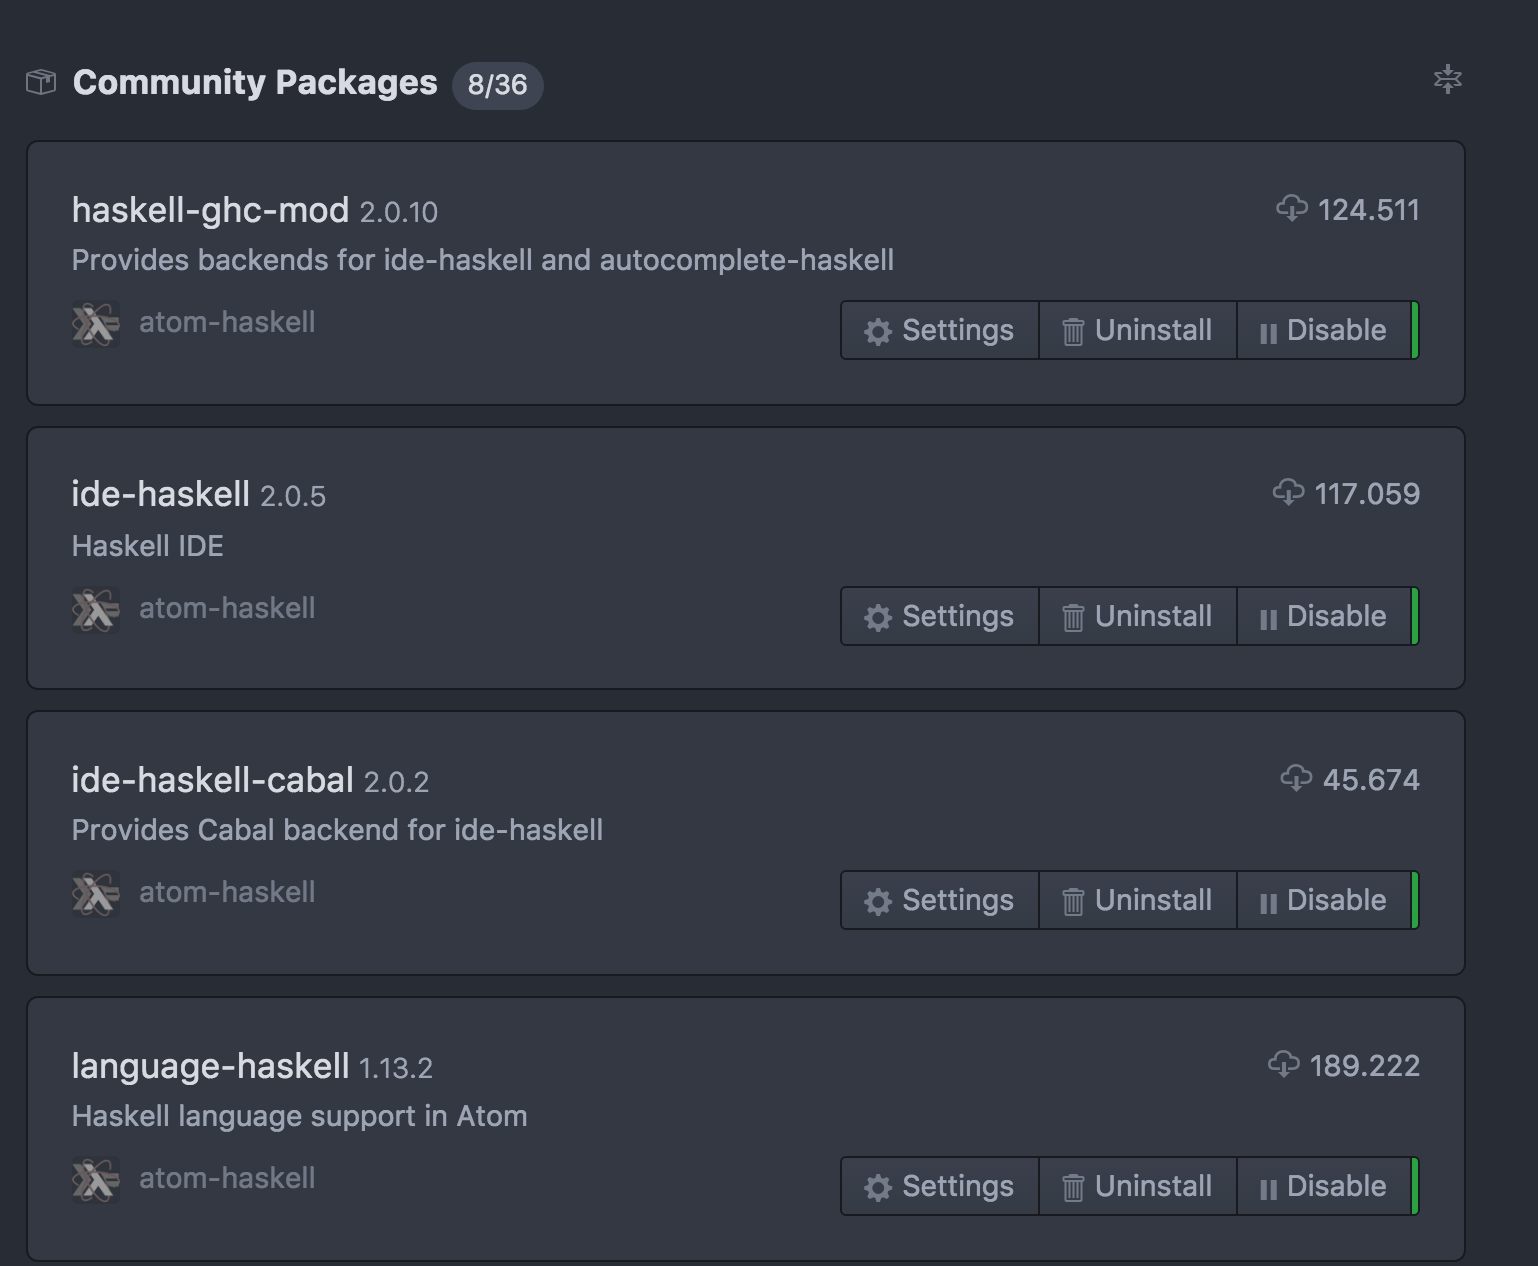 Community Packages 8/36
haskell-ghc-mod 2.0.10 124.511
Provides backends for ide-haskell and autocomplete-haskell
atom-haskell Settings Uninstall Disable
ide-haskell 2.0.5 117.059
Haskell IDE
atom-haskell Settings Uninstall Disable
ide-haskell-cabal 2.0.2 45.674
Provides Cabal backend for ide-haskell
atom-haskell Settings Uninstall Disable
language-haskell 1.13.2 189.222
Haskell language support in Atom
atom-haskell Settings Uninstall Disable